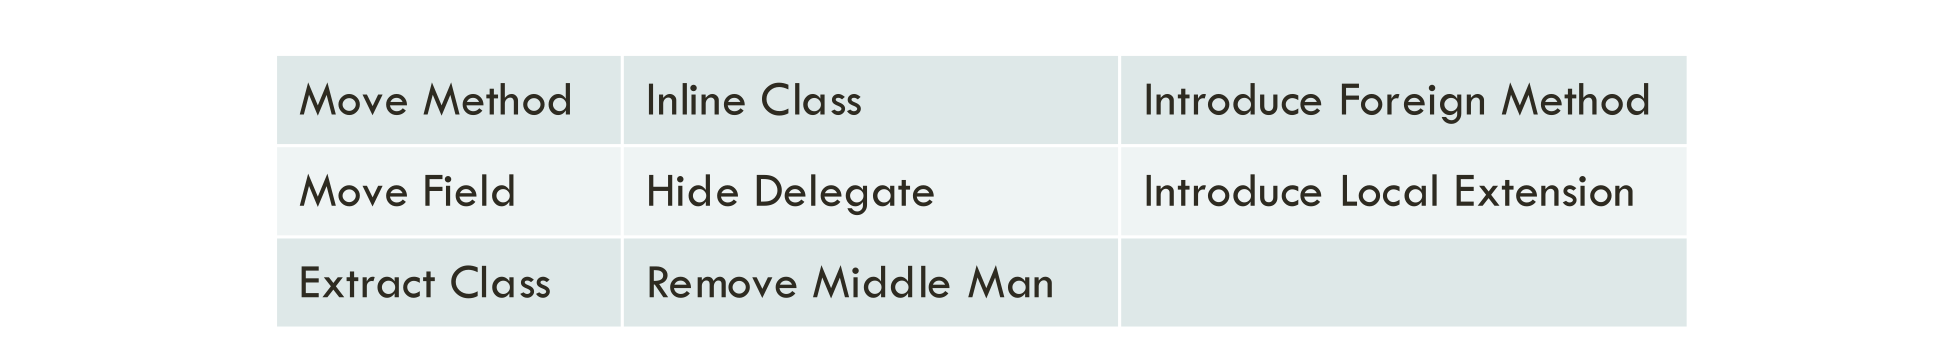 Move Method Inline Class Introduce Foreign Method
Move Field Hide Delegate Introduce Local Extension
Extract Class Remove Middle Man